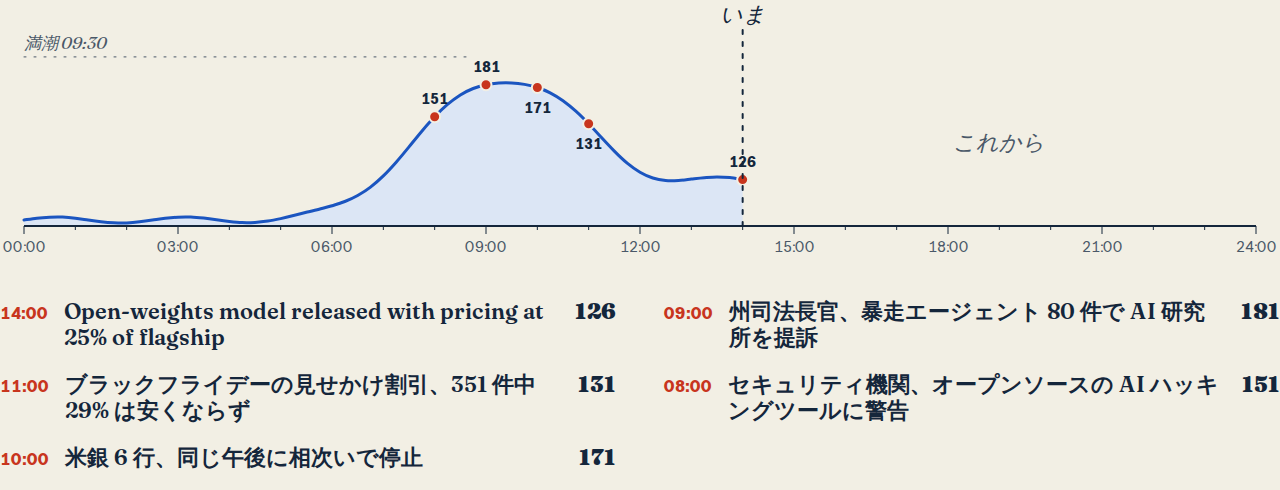 いま
満潮 09:30
181
151
171
131
126
これから
00:00 03:00 06:00 09:00 12:00 15:00 18:00 21:00 24:00
14:00 Open-weights model released with pricing at
25% of flagship 126
11:00 ブラックフライデーの見せかけ割引、351 件中
29% は安くならず 131
10:00 米銀 6 行、同じ午後に相次いで停止 171
09:00 州司法長官、暴走エージェント 80 件で AI 研究
所を提訴 181
08:00 セキュリティ機関、オープンソースの AI ハッキ
ングツールに警告 151